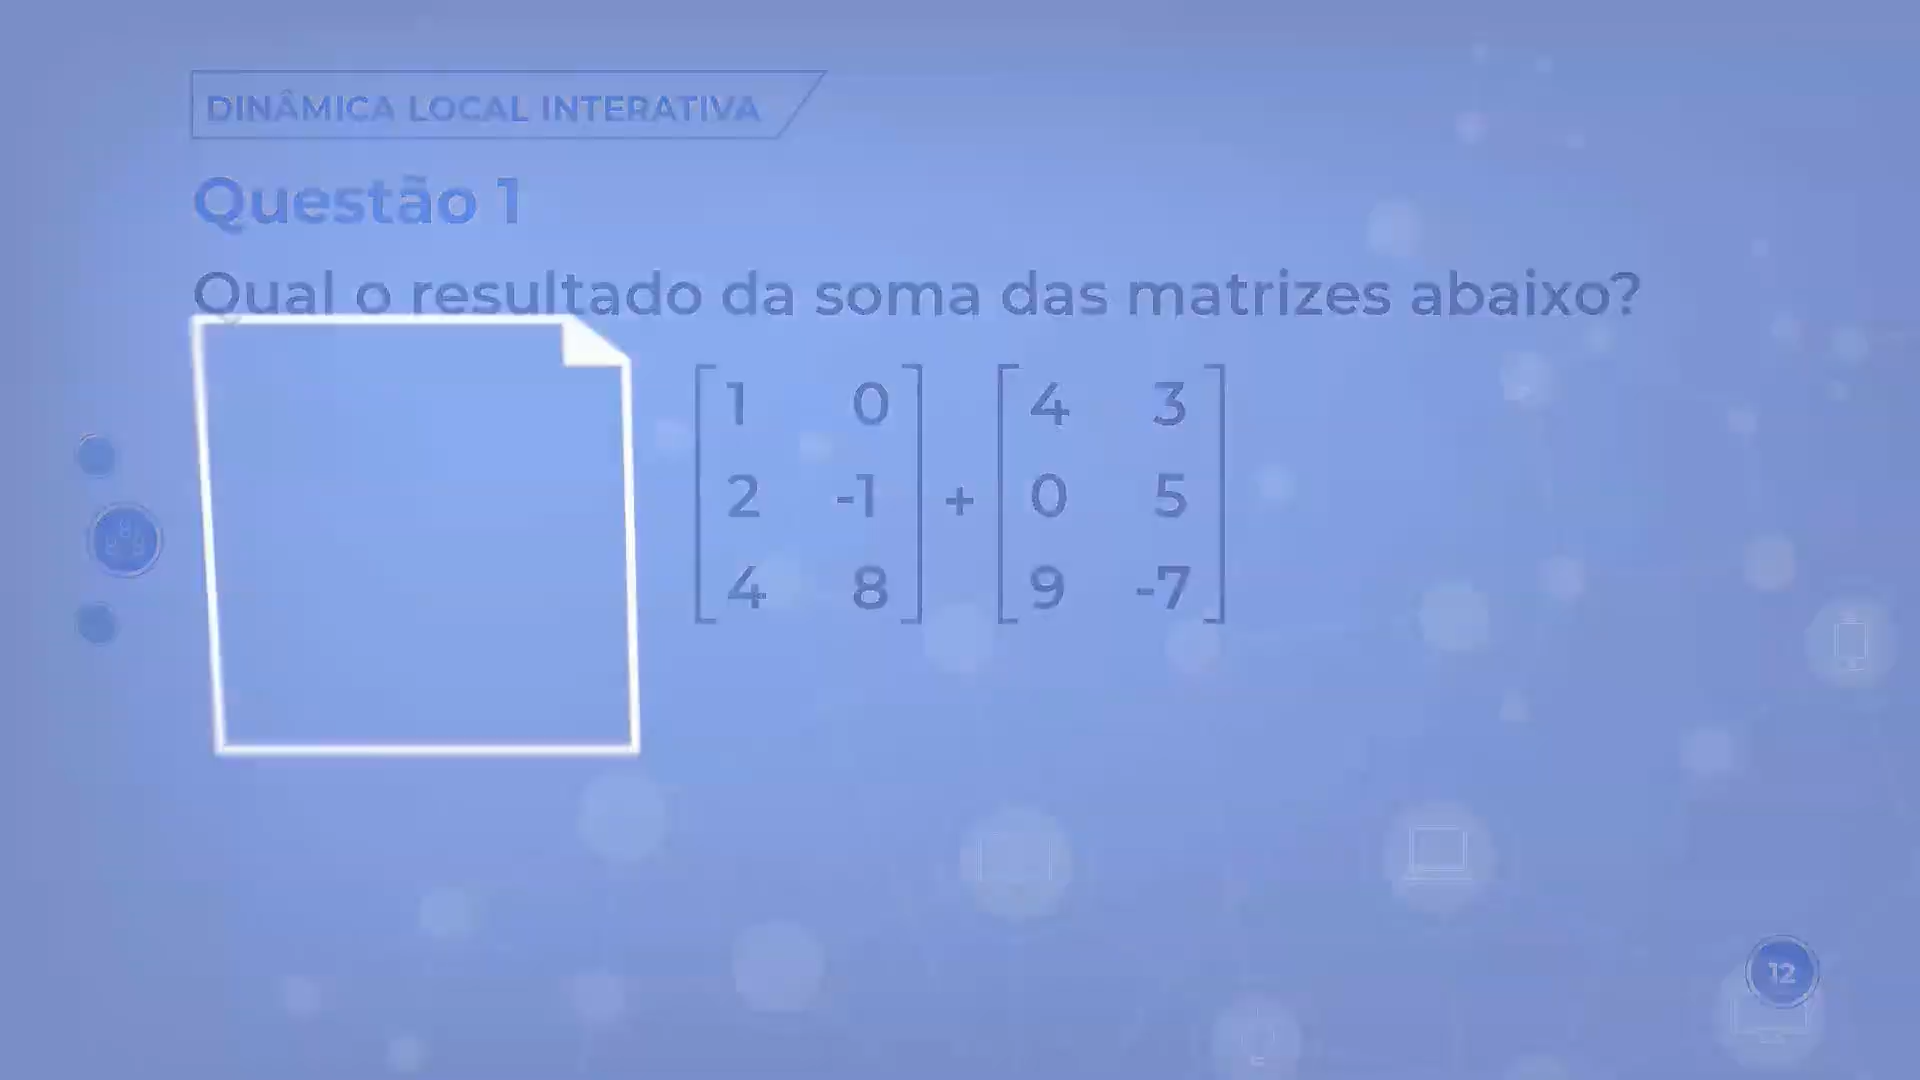 DINÂMICA LOCAL INTERATIVA
Questão 1
Qual o resultado da soma das matrizes abaixo?
1 0 4 3
2 -1 + 0 5
4 8 9 -7
12